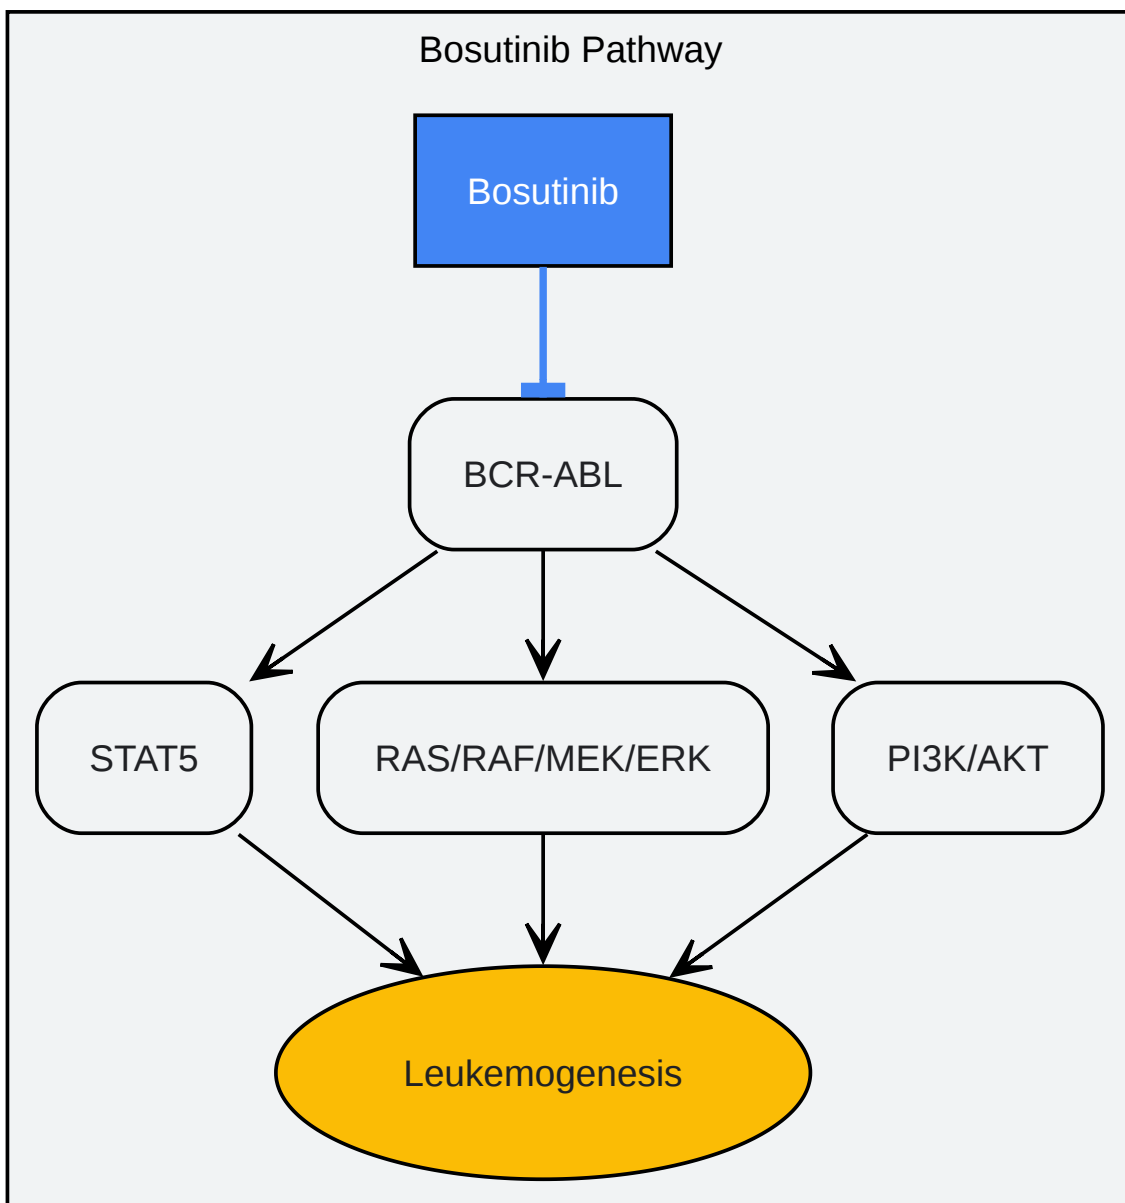 Bosutinib Pathway
Bosutinib
BCR-ABL
STAT5
RAS/RAF/MEK/ERK
PI3K/AKT
Leukemogenesis